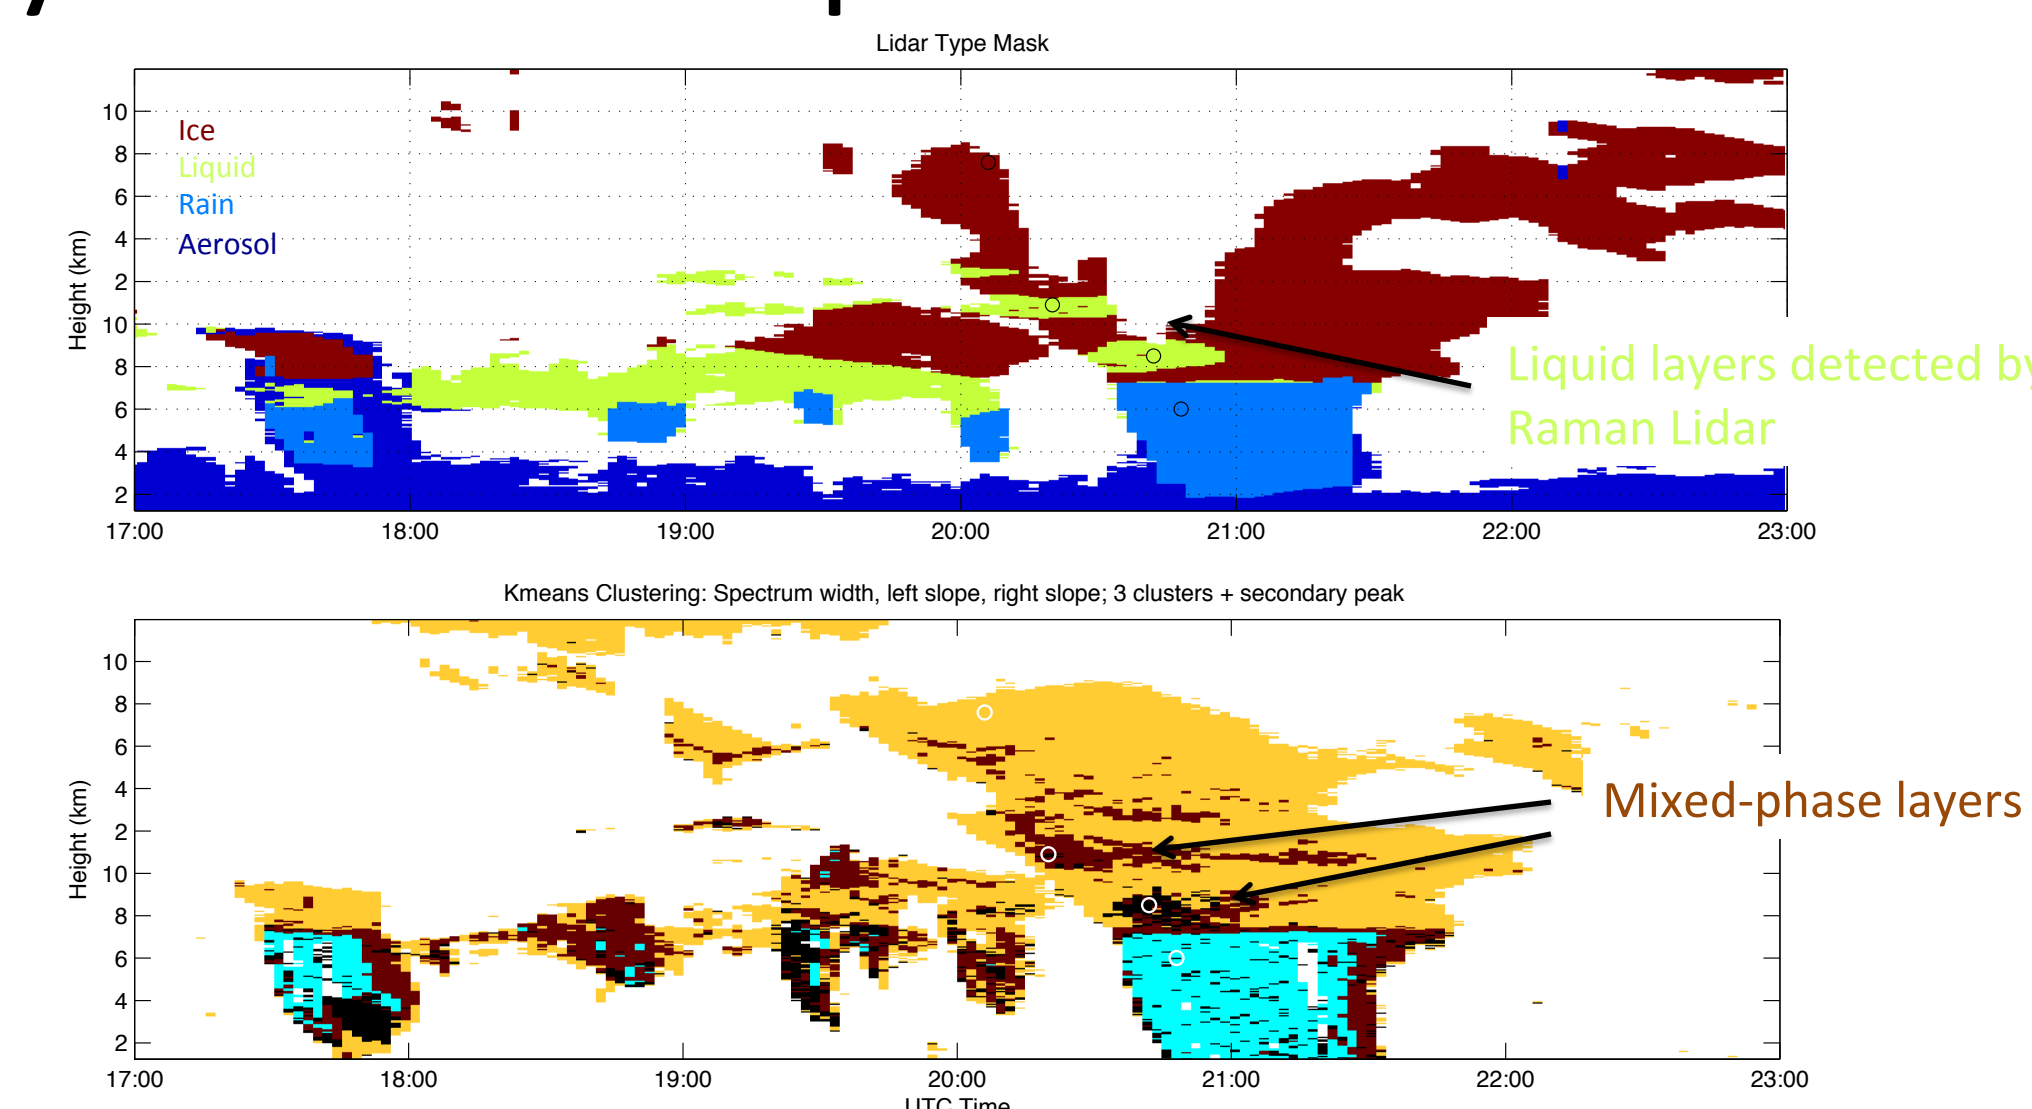 Lidar Type Mask
10
8
6
4
2
10
8
6
4
2
Height (km)
Ice
Liquid
Rain
Aerosol
Liquid layers detected by
Raman Lidar
17:00 18:00 19:00 20:00 21:00 22:00 23:00
Kmeans Clustering: Spectrum width, left slope, right slope; 3 clusters + secondary peak
10
8
6
4
2
10
8
6
4
2
Height (km)
Mixed-phase layers
17:00 18:00 19:00 20:00 21:00 22:00 23:00
UTC Time